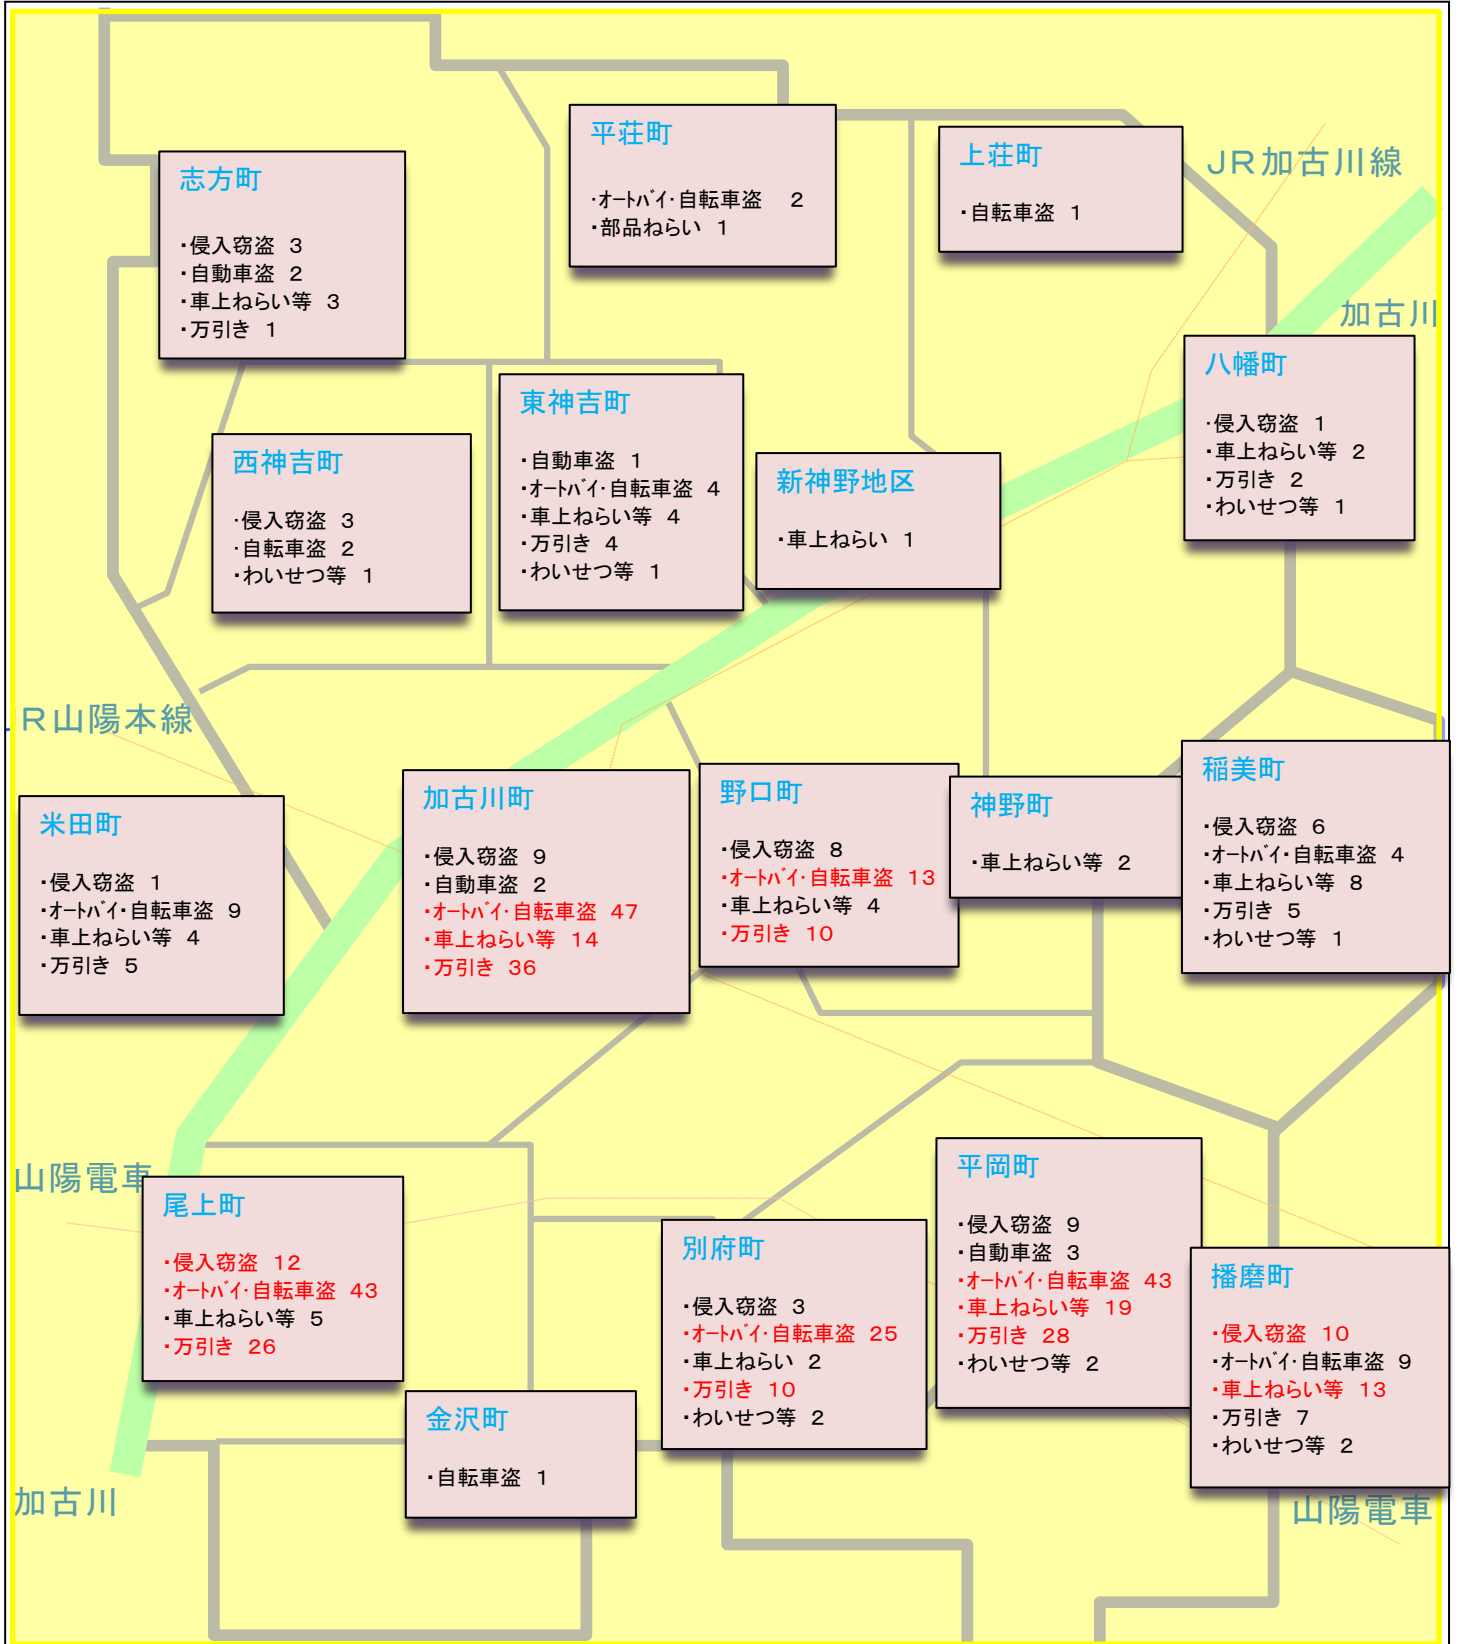 平荘町
・オートバイ・自転車盗 2
・部品ねらい 1
上荘町
・自転車盗 1
JR加古川線
志方町
・侵入窃盗 3
・自動車盗 2
・車上ねらい等 3
・万引き 1
加古川
八幡町
・侵入窃盗 1
・車上ねらい等 2
・万引き 2
・わいせつ等 1
東神吉町
・自動車盗 1
・オートバイ・自転車盗 4
・車上ねらい等 4
・万引き 4
・わいせつ等 1
西神吉町
・侵入窃盗 3
・自転車盗 2
・わいせつ等 1
新神野地区
・車上ねらい 1
JR山陽本線
米田町
・侵入窃盗 1
・オートバイ・自転車盗 9
・車上ねらい等 4
・万引き 5
加古川町
・侵入窃盗 9
・自動車盗 2
・オートバイ・自転車盗 47
・車上ねらい等 14
・万引き 36
野口町
・侵入窃盗 8
・オートバイ・自転車盗 13
・車上ねらい等 4
・万引き 10
神野町
・車上ねらい等 2
稲美町
・侵入窃盗 6
・オートバイ・自転車盗 4
・車上ねらい等 8
・万引き 5
・わいせつ等 1
山陽電車
尾上町
・侵入窃盗 12
・オートバイ・自転車盗 43
・車上ねらい等 5
・万引き 26
別府町
・侵入窃盗 3
・オートバイ・自転車盗 25
・車上ねらい 2
・万引き 10
・わいせつ等 2
平岡町
・侵入窃盗 9
・自動車盗 3
・オートバイ・自転車盗 43
・車上ねらい等 19
・万引き 28
・わいせつ等 2
播磨町
・侵入窃盗 10
・オートバイ・自転車盗 9
・車上ねらい等 13
・万引き 7
・わいせつ等 2
金沢町
・自転車盗 1
加古川
山陽電車